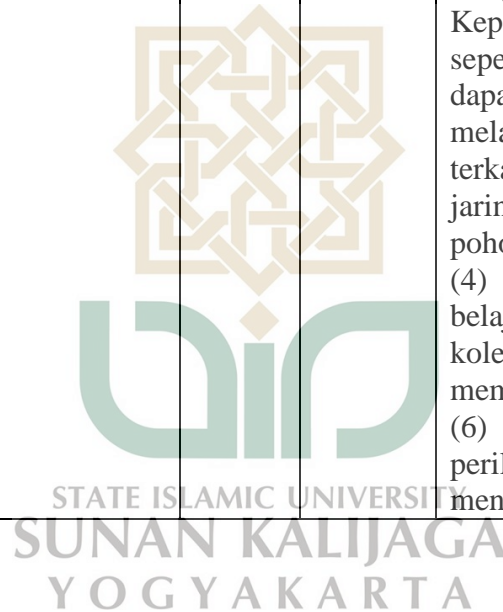 Kep
sepe
dapa
mela
terka
jarin
poho
(4)
belaj
kole
men
(6)
peril
men
STATE ISLAMIC UNIVERSITY
SUNAN KALIJAGA
YOGYAKARTA